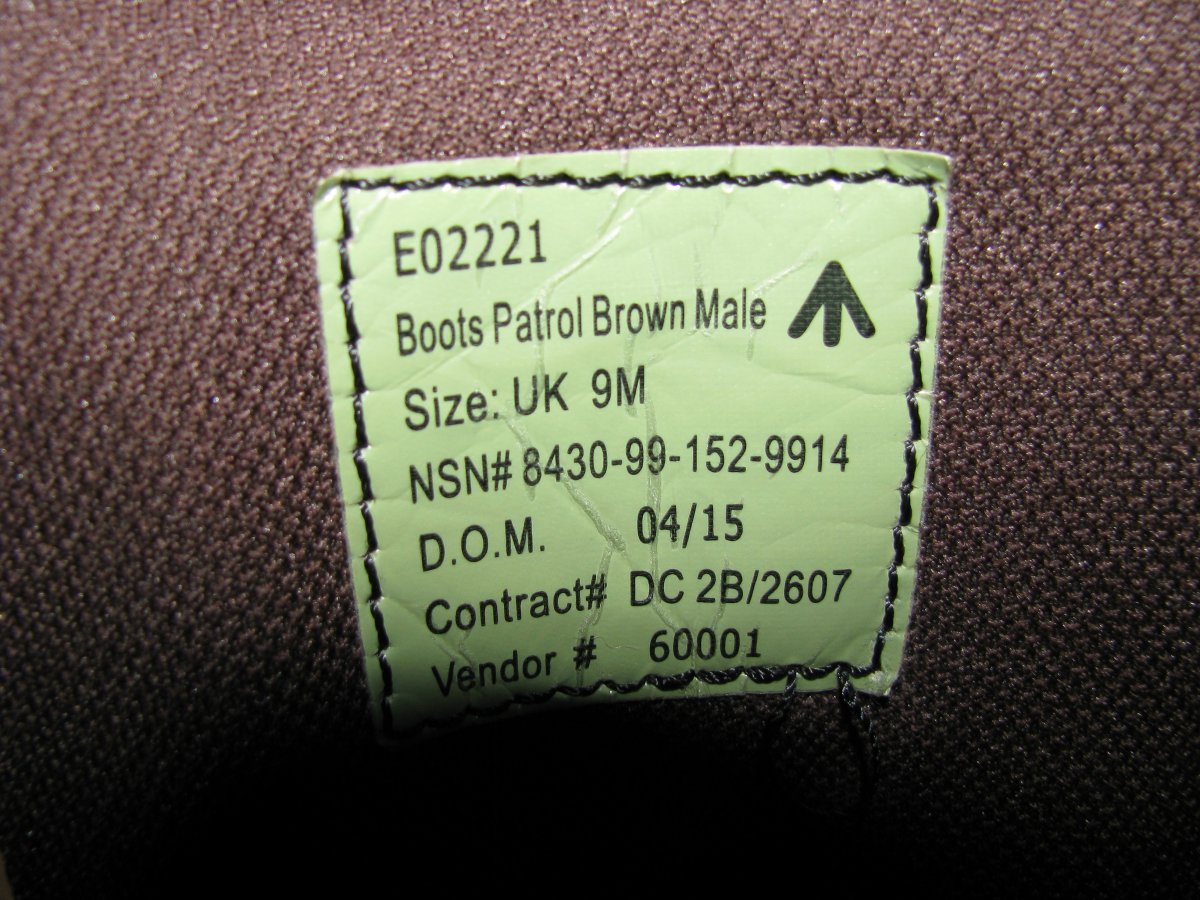 E02221
Boots Patrol Brown Male
Size: UK 9M
NSN# 8430-99-152-9914
D.O.M. 04/15
Contract# DC 2B/2607
Vendor # 60001